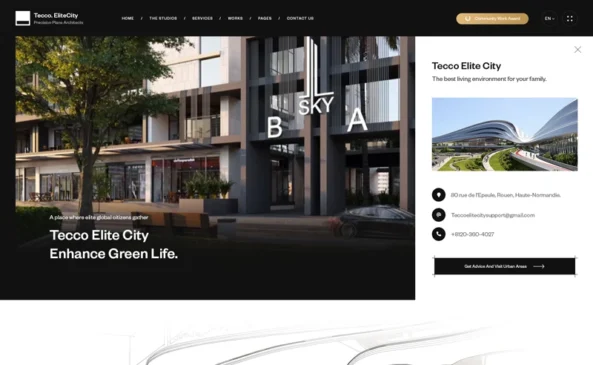 Tecco. EliteCity
Precision Place Architects
HOME / THE STUDIOS / SERVICES / WORKS / PAGES / CONTACT US
Community Work Award
EN
SKY
B A
A place where elite global citizens gather
Tecco Elite City
Enhance Green Life.
Tecco Elite City
The best living environment for your family.
80 rue de l'Epeule, Rouen, Haute-Normandie.
Teccoelitecitysupport@gmail.com
+8120-360-4027
Get Advice And Visit Urban Areas